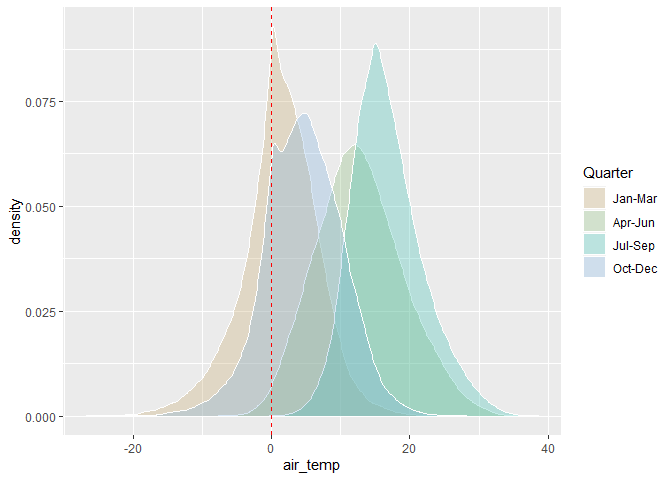 0.075
0.050
0.025
0.000
density
-20
0
20
40
air_temp
Quarter
Jan-Mar
Apr-Jun
Jul-Sep
Oct-Dec